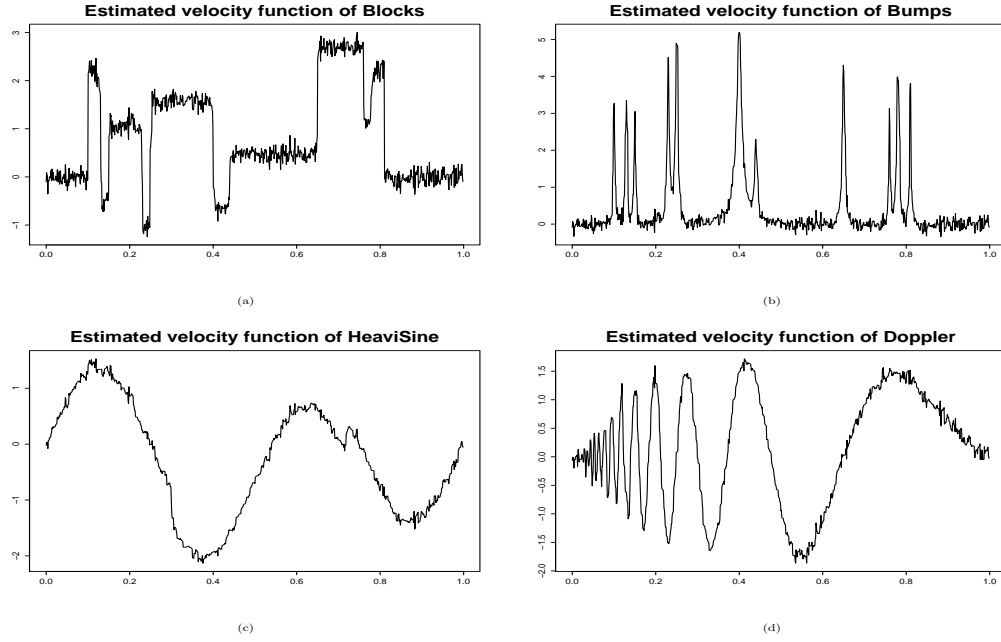 Estimated velocity function of Blocks
3
2
1
0
-1
0.0 0.2 0.4 0.6 0.8 1.0
(a)
Estimated velocity function of Bumps
5
4
3
2
1
0
0.0 0.2 0.4 0.6 0.8 1.0
(b)
Estimated velocity function of HeaviSine
1
0
-1
-2
0.0 0.2 0.4 0.6 0.8 1.0
(c)
Estimated velocity function of Doppler
1.5
1.0
0.5
0.0
-0.5
-1.0
-1.5
-2.0
0.0 0.2 0.4 0.6 0.8 1.0
(d)